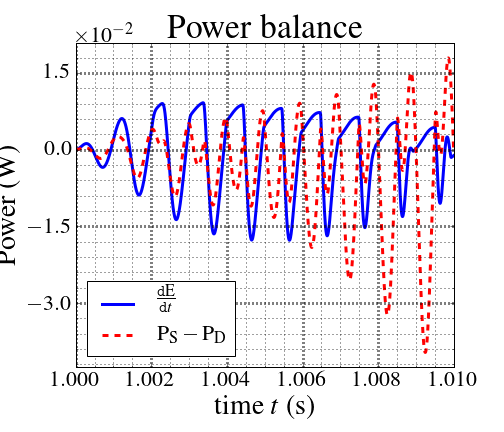 Power balance
×10⁻²
1.5
0.0
−1.5
−3.0
Power (W)
dE
dt
P_S − P_D
1.000 1.002 1.004 1.006 1.008 1.010
time t (s)